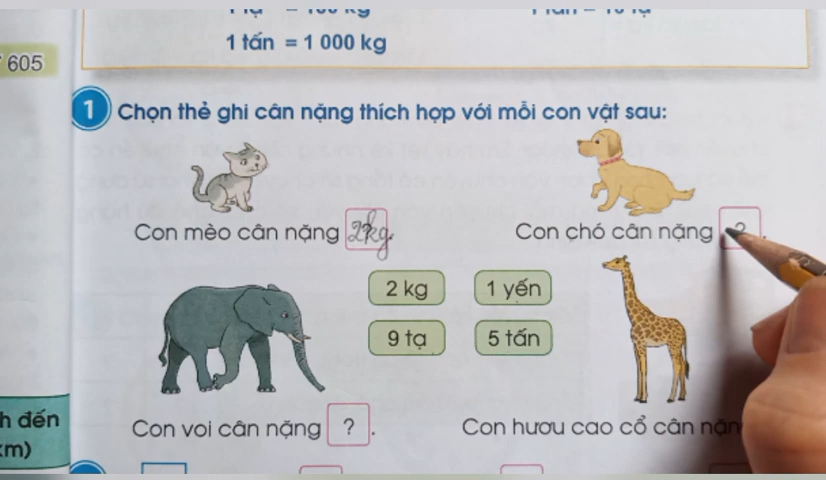 1 tấn = 1 000 kg
605
1 Chọn thẻ ghi cân nặng thích hợp với mỗi con vật sau:
Con mèo cân nặng 2kg.
Con chó cân nặng ?.
2 kg
1 yến
9 tạ
5 tấn
Con voi cân nặng ?.
Con hươu cao cổ cân nặn
h đến
km)